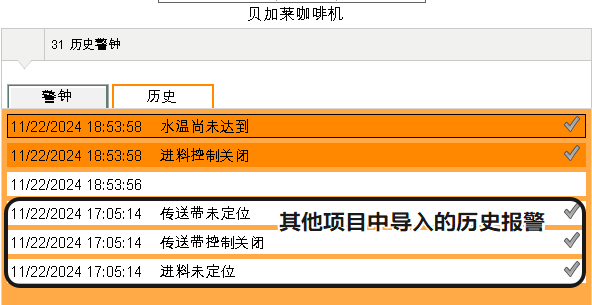 贝加莱咖啡机
31 历史警钟
警钟 历史
11/22/2024 18:53:58 水温尚未达到
11/22/2024 18:53:58 进料控制关闭
11/22/2024 18:53:56
11/22/2024 17:05:14 传送带未定位
其他项目中导入的历史报警
11/22/2024 17:05:14 传送带控制关闭
11/22/2024 17:05:14 进料未定位